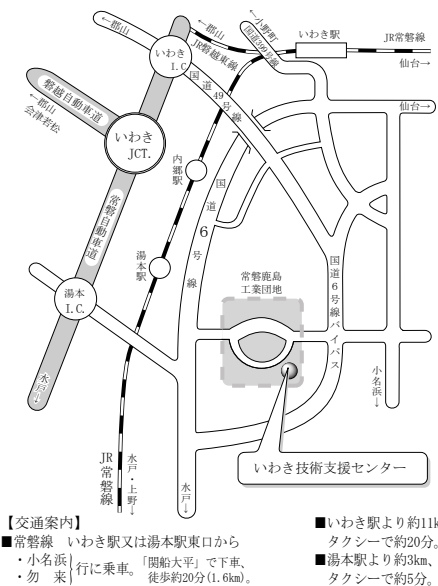 ←郡山
←郡山
JR磐越東線
←小野町
国道399号線
いわき駅
JR常磐線
仙台→
いわき
I.C
国道49号線
仙台→
磐越自動車道
←郡山
会津若松
いわき
JCT.
内郷駅
国道6号線
常磐自動車道
湯本駅
常磐鹿島
工業団地
国道6号線バイパス
湯本
I.C.
水戸→
小名浜→
いわき技術支援センター
JR常磐線
水戸・上野→
水戸→
【交通案内】
■常磐線 いわき駅又は湯本駅東口から
・小名浜
・勿 来
行に乗車。
「関船大平」で下車、
徒歩約20分(1.6km)。
■いわき駅より約11k
タクシーで約20分。
■湯本駅より約3km、
タクシーで約5分。